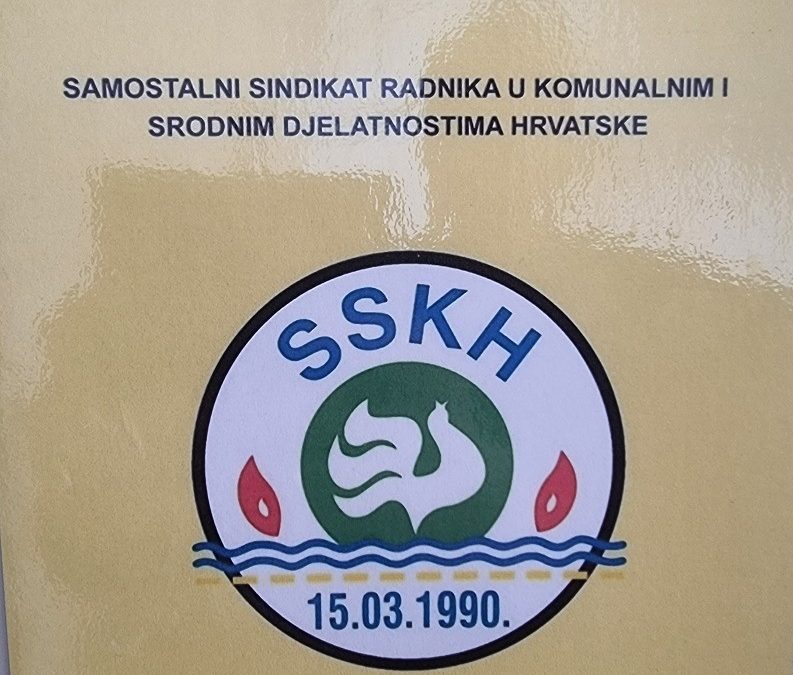 SAMOSTALNI SINDIKAT RADNIKA U KOMUNALNIM I
SRODNIM DJELATNOSTIMA HRVATSKE
SSKH
15.03.1990.